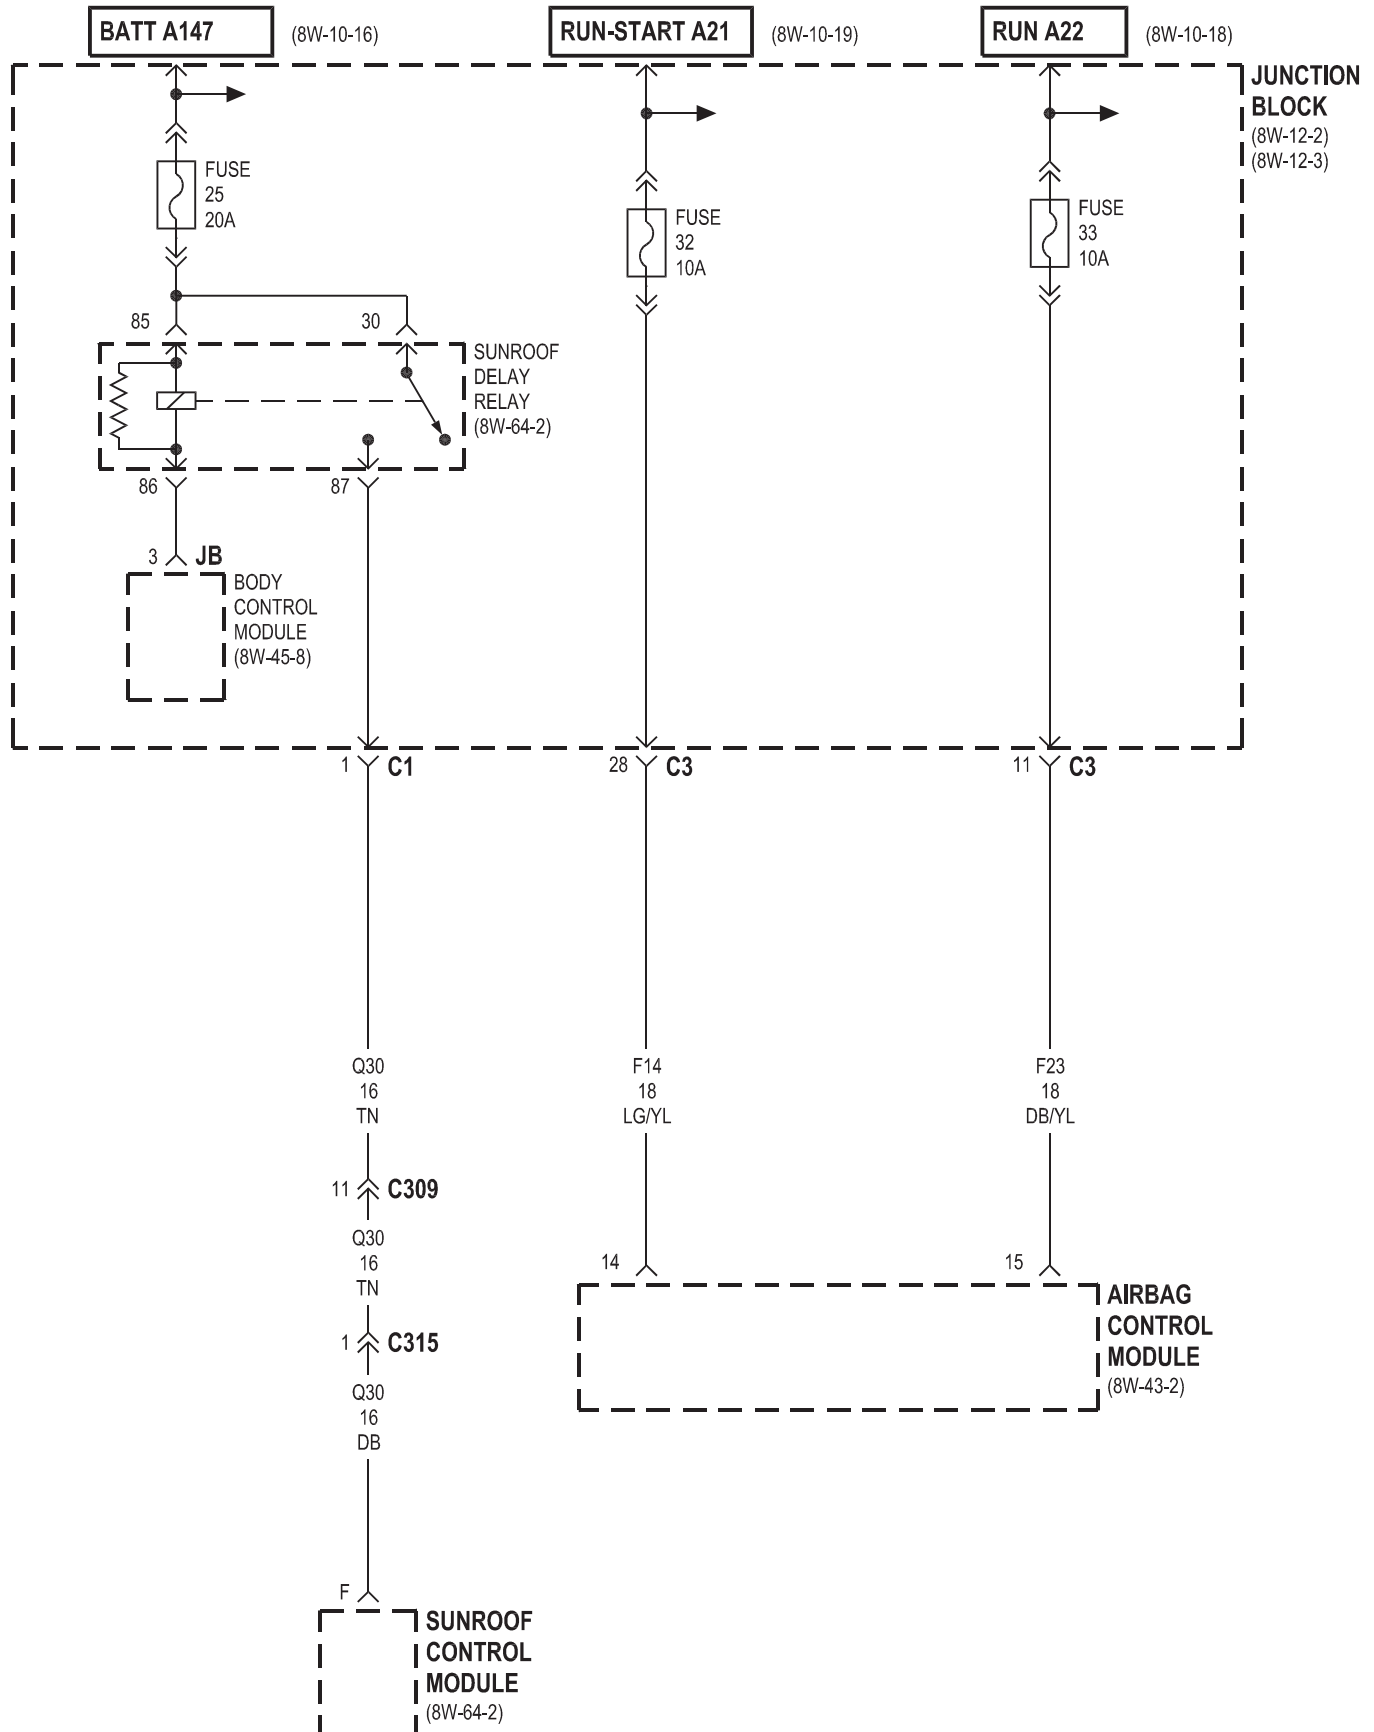 BATT A147 (8W-10-16) RUN-START A21 (8W-10-19) RUN A22 (8W-10-18)
JUNCTION
BLOCK
(8W-12-2)
(8W-12-3)
FUSE
25
20A
FUSE
32
10A
FUSE
33
10A
85 30
SUNROOF
DELAY
RELAY
(8W-64-2)
86 87
3 JB
BODY
CONTROL
MODULE
(8W-45-8)
1 C1 28 C3 11 C3
Q30
16
TN
F14
18
LG/YL
F23
18
DB/YL
11 C309
Q30
16
TN
14 15
AIRBAG
CONTROL
MODULE
(8W-43-2)
1 C315
Q30
16
DB
F
SUNROOF
CONTROL
MODULE
(8W-64-2)